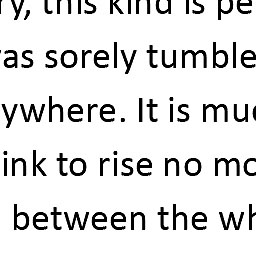 ry, this kind is pe
as sorely tumble
ywhere. It is mu
ink to rise no mo
between the wh